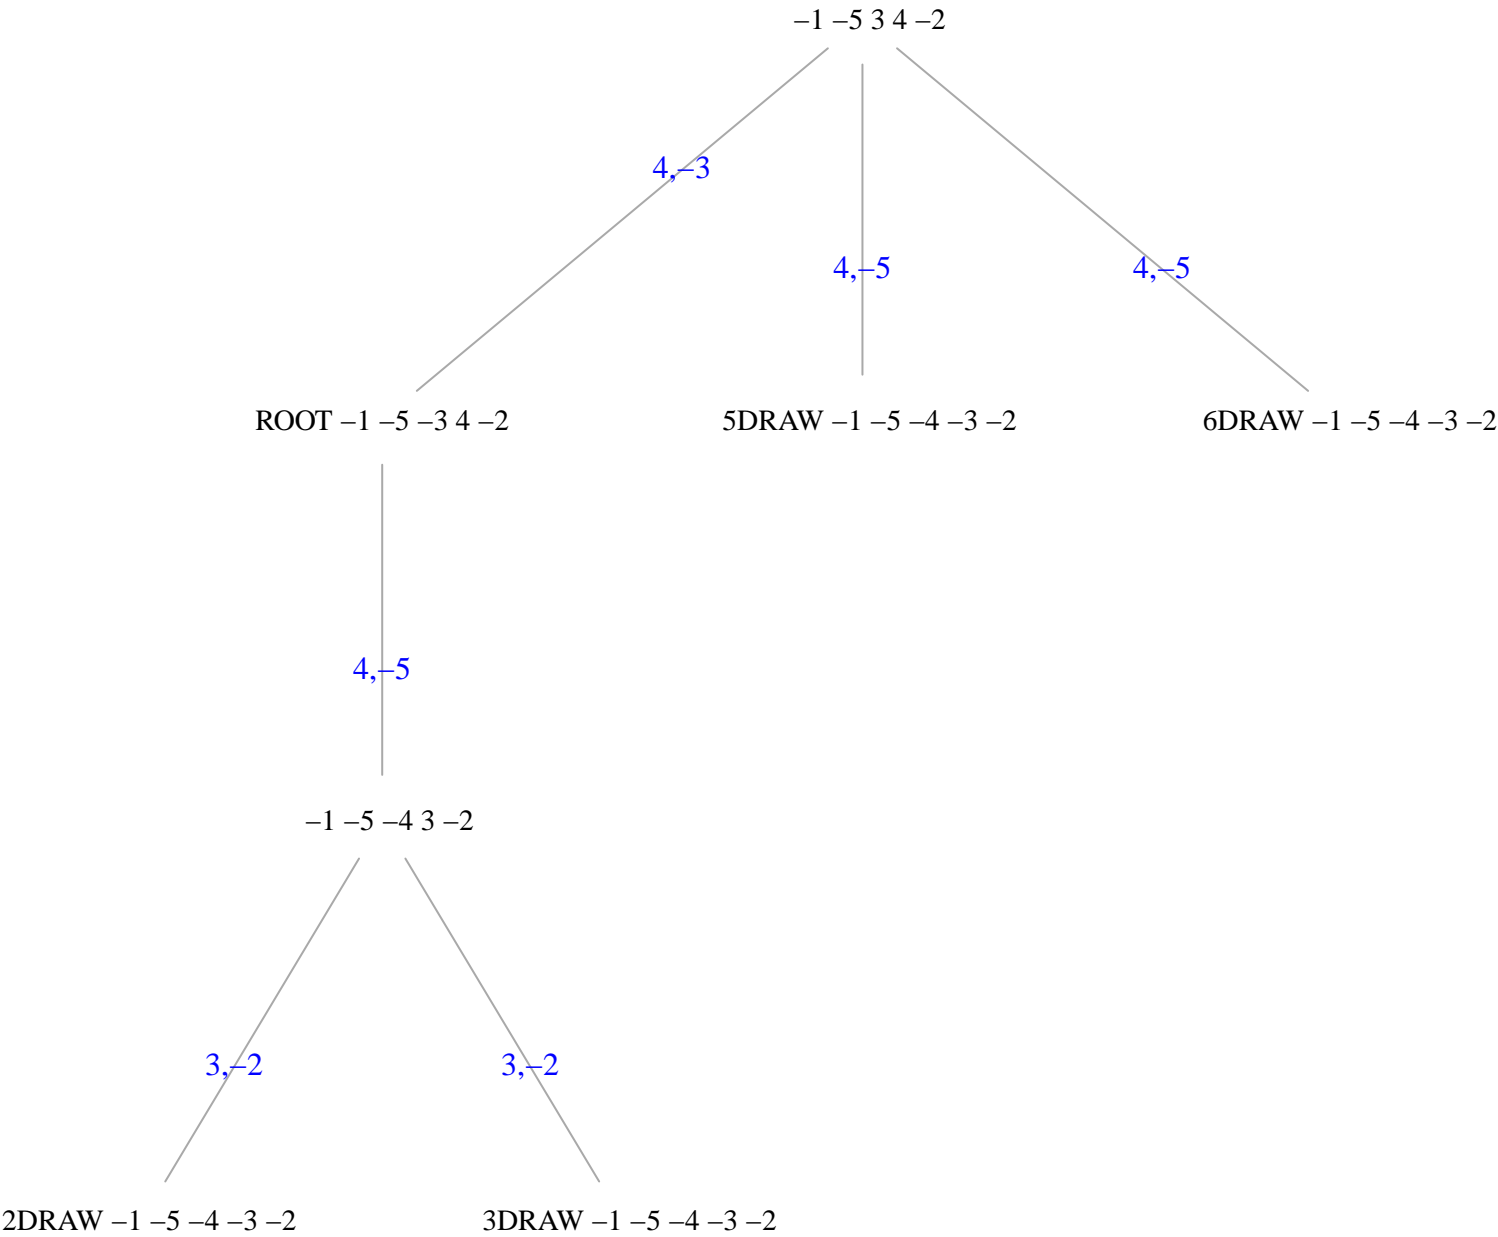 –1 –5 3 4 –2
4,–3
4,–5
4,–5
ROOT –1 –5 –3 4 –2
5DRAW –1 –5 –4 –3 –2
6DRAW –1 –5 –4 –3 –2
4,–5
–1 –5 –4 3 –2
3,–2
3,–2
2DRAW –1 –5 –4 –3 –2
3DRAW –1 –5 –4 –3 –2